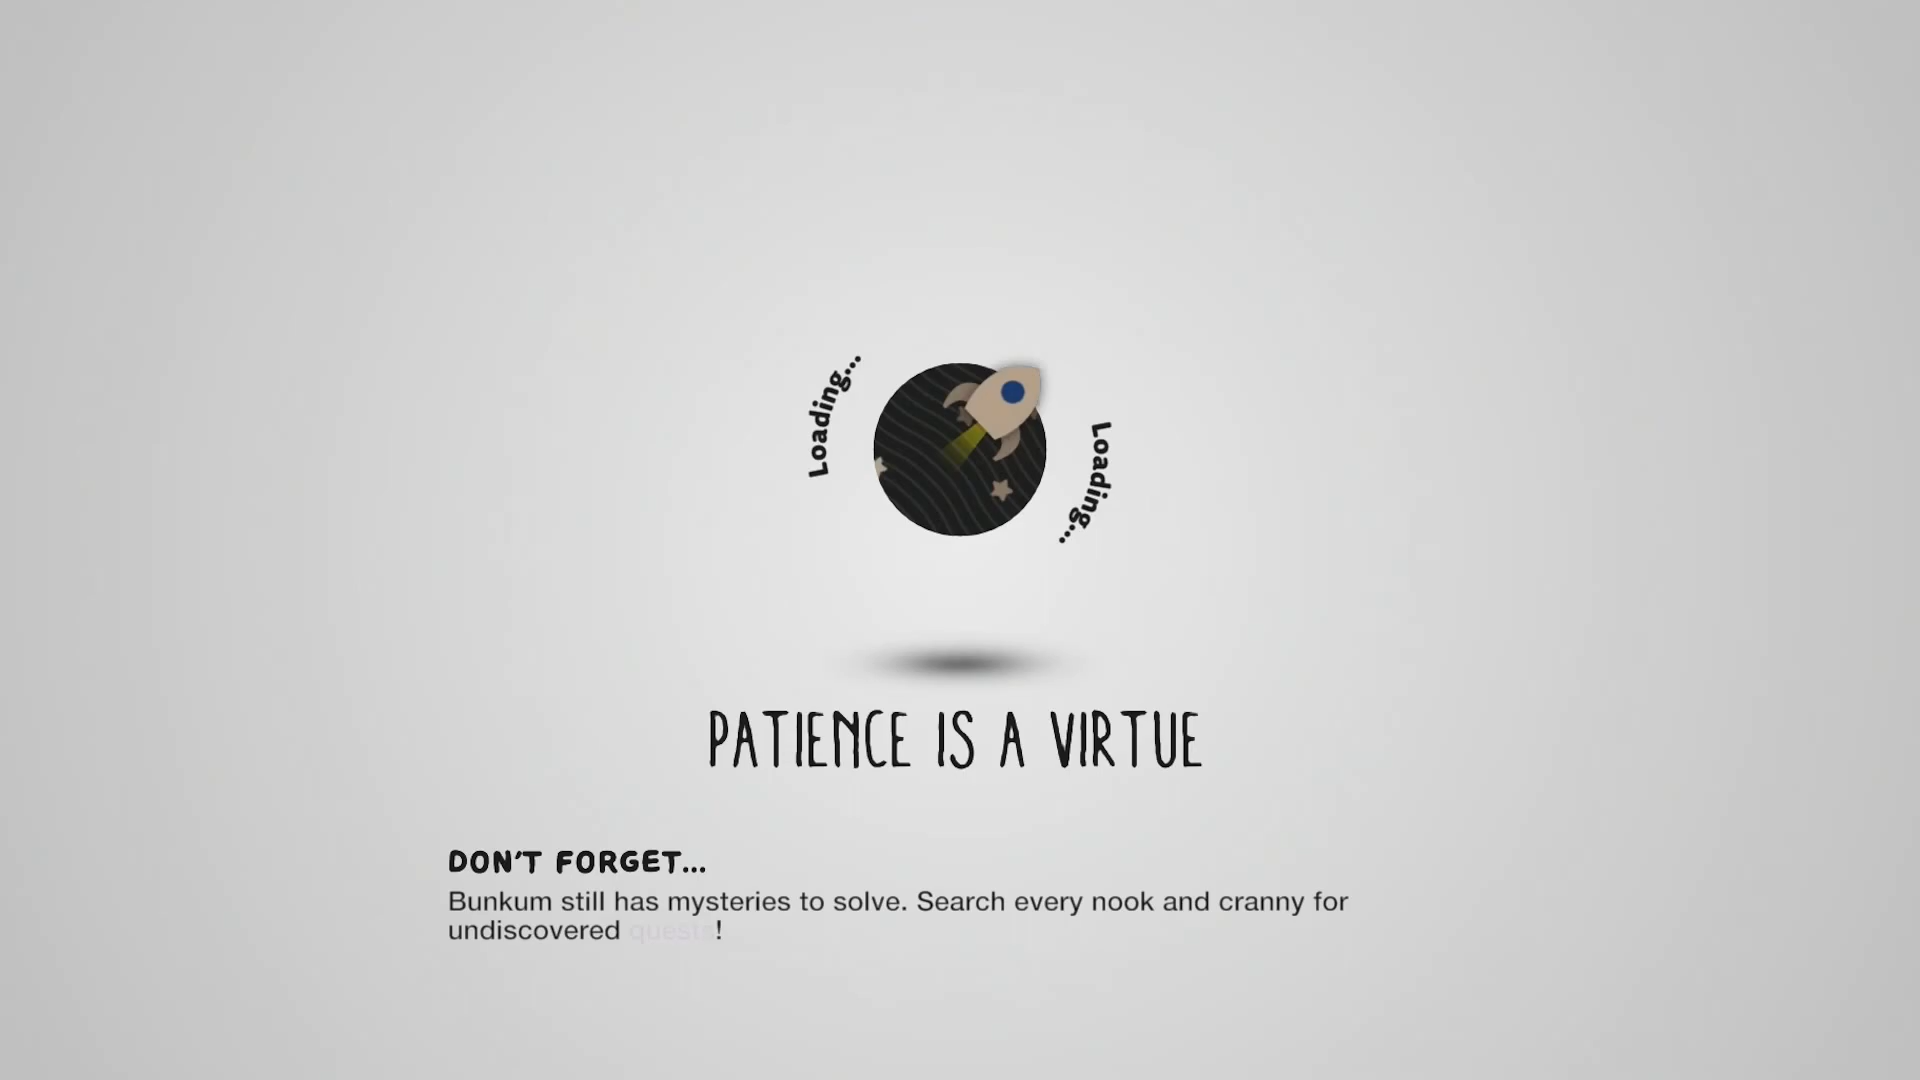 Loading...
Loading...
PATIENCE IS A VIRTUE
DON'T FORGET...
Bunkum still has mysteries to solve. Search every nook and cranny for
undiscovered quests!